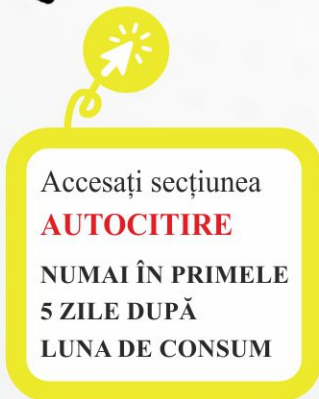 Accesați secțiunea
AUTOCITIRE
NUMAI ÎN PRIMELE
5 ZILE DUPĂ
LUNA DE CONSUM